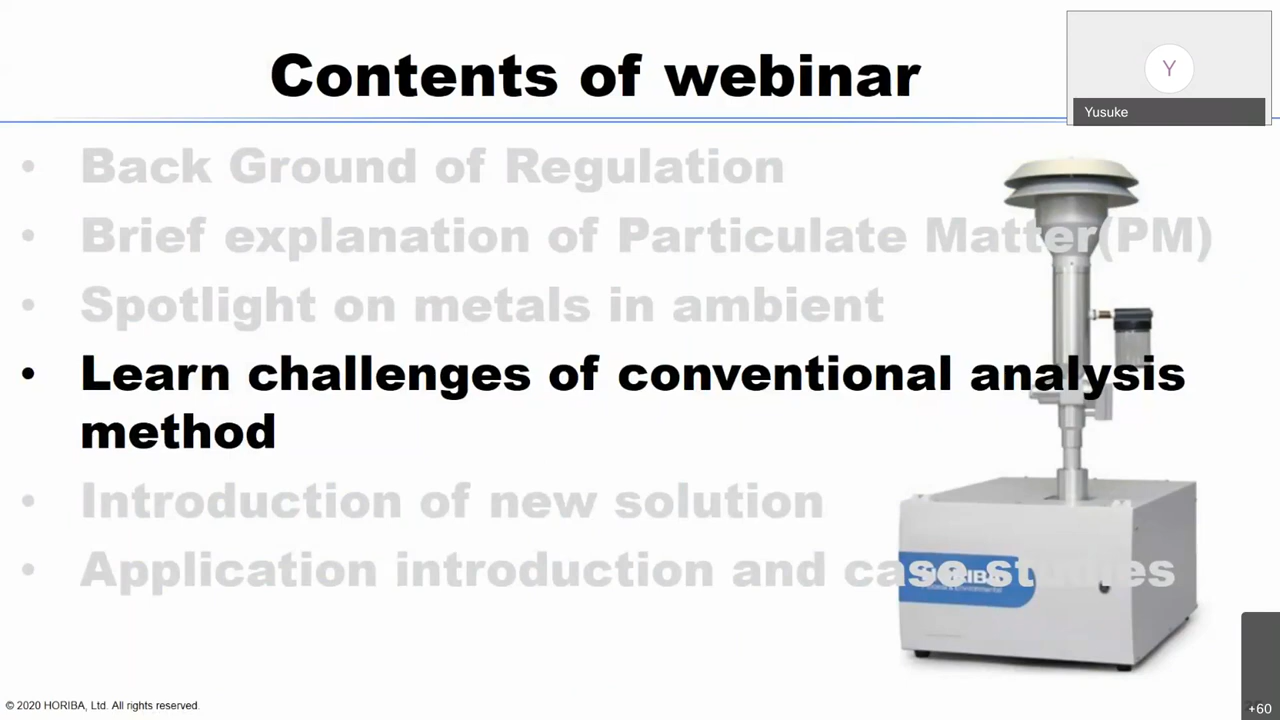 Contents of webinar
Y
Yusuke
• Back Ground of Regulation
• Brief explanation of Particulate Matter(PM)
• Spotlight on metals in ambient
• Learn challenges of conventional analysis
method
• Introduction of new solution
• Application introduction and case studies
HORIBA
© 2020 HORIBA, Ltd. All rights reserved.
+60